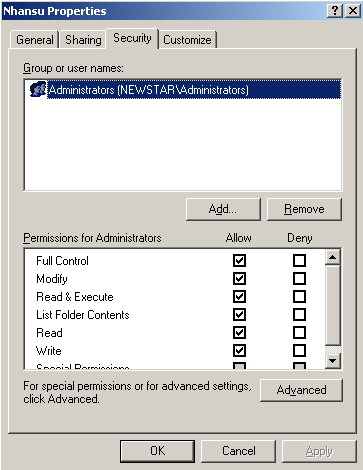 Nhansu Properties
General Sharing Security Customize
Group or user names:
Administrators (NEWSTAR\Administrators)
Add... Remove
Permissions for Administrators Allow Deny
Full Control
Modify
Read & Execute
List Folder Contents
Read
Write
Special Permissions
For special permissions or for advanced settings,
click Advanced.
Advanced
OK Cancel Apply